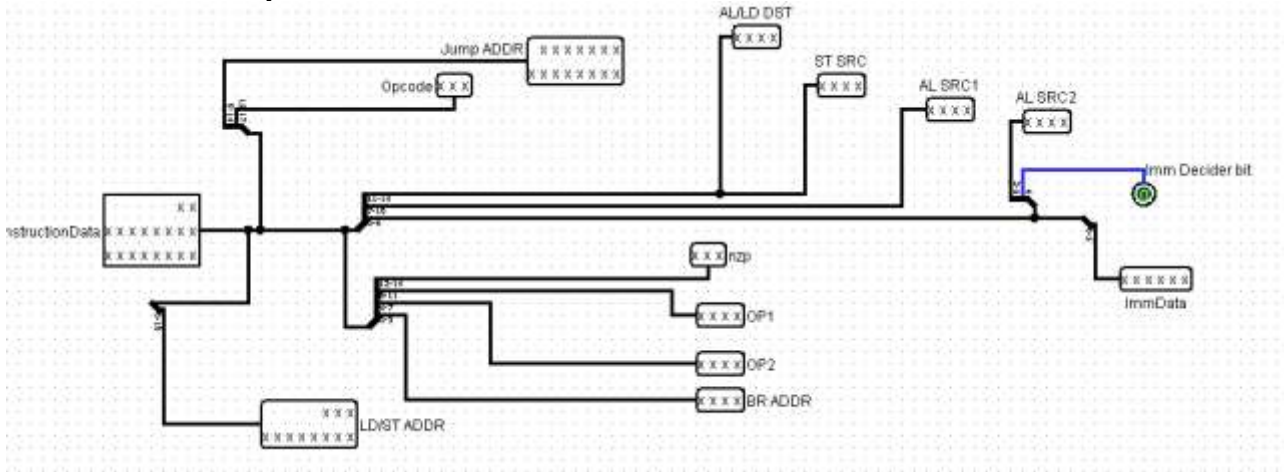 AL/LD DST
x x x x
Jump ADDR
x x x x x x x
x x x x x x x x
ST SRC
x x x x
Opcode
x x x
AL SRC1
x x x x
AL SRC2
x x x x
Imm Decider bit
x x
nstructionData
x x x x x x x x
x x x x x x x x
x x x
nzp
x x x x x x
ImmData
x x x x
OP1
x x x x
OP2
x x x x
BR ADDR
x x x
LD/ST ADDR
x x x x x x x x